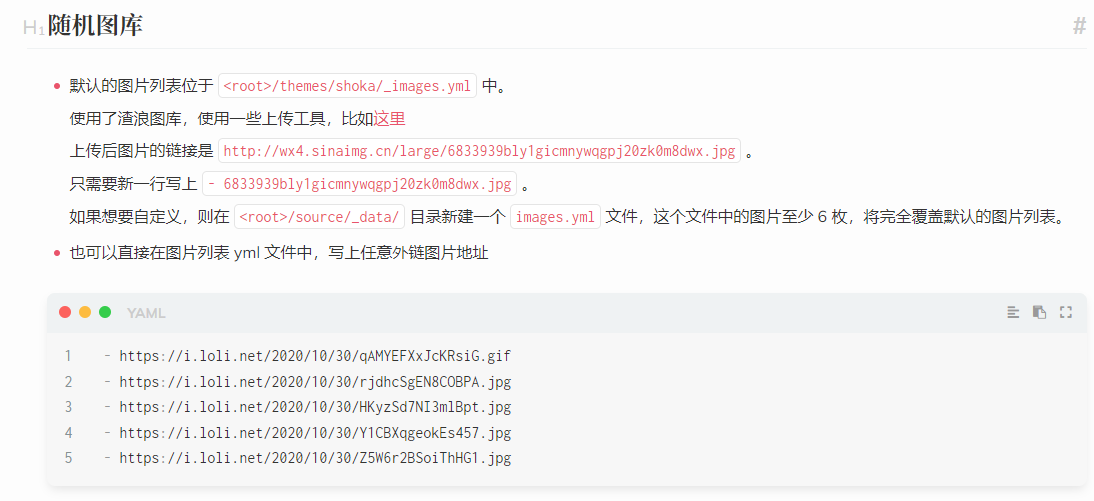 H1随机图库 #
默认的图片列表位于 <root>/themes/shoka/_images.yml 中。
使用了渣浪图库，使用一些上传工具，比如这里
上传后图片的链接是 http://wx4.sinaimg.cn/large/6833939bly1gicmnywqgpj20zk0m8dwx.jpg 。
只需要新一行写上 - 6833939bly1gicmnywqgpj20zk0m8dwx.jpg 。
如果想要自定义，则在 <root>/source/_data/ 目录新建一个 images.yml 文件，这个文件中的图片至少 6 枚，将完全覆盖默认的图片列表。
也可以直接在图片列表 yml 文件中，写上任意外链图片地址
YAML
1 - https://i.loli.net/2020/10/30/qAMYEFXxJcKRsiG.gif
2 - https://i.loli.net/2020/10/30/rjdhcSgEN8COBPA.jpg
3 - https://i.loli.net/2020/10/30/HKyzSd7NI3mlBpt.jpg
4 - https://i.loli.net/2020/10/30/Y1CBXqgeokEs457.jpg
5 - https://i.loli.net/2020/10/30/Z5W6r2BSoiThHG1.jpg